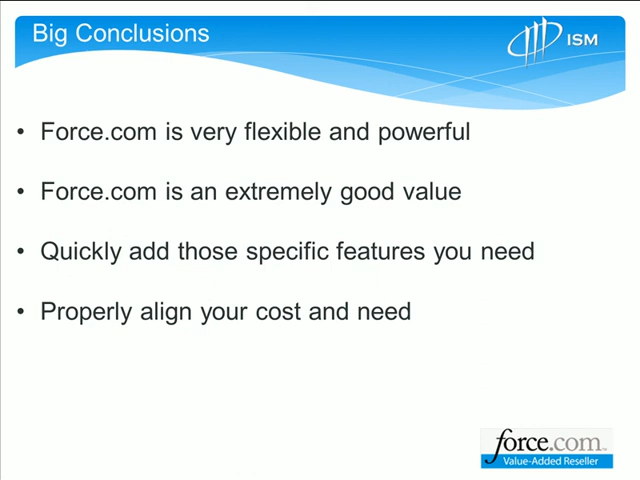 Big Conclusions
ISM
• Force.com is very flexible and powerful
• Force.com is an extremely good value
• Quickly add those specific features you need
• Properly align your cost and need
force.com™
Value-Added Reseller